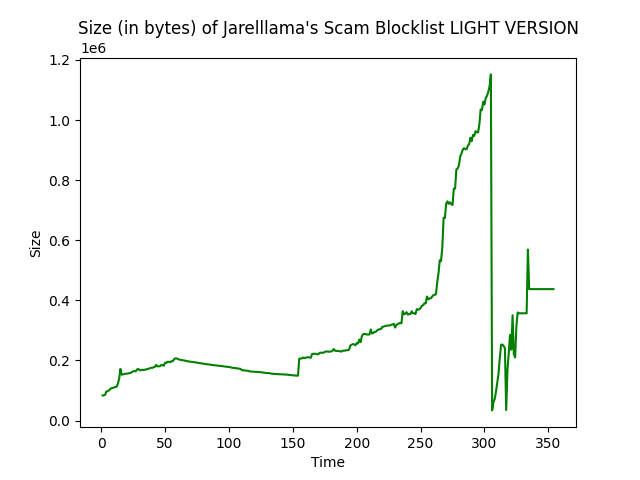 Size (in bytes) of Jarelllama's Scam Blocklist LIGHT VERSION
1e6
1.2
1.0
0.8
0.6
0.4
0.2
0.0
Size
0 50 100 150 200 250 300 350
Time